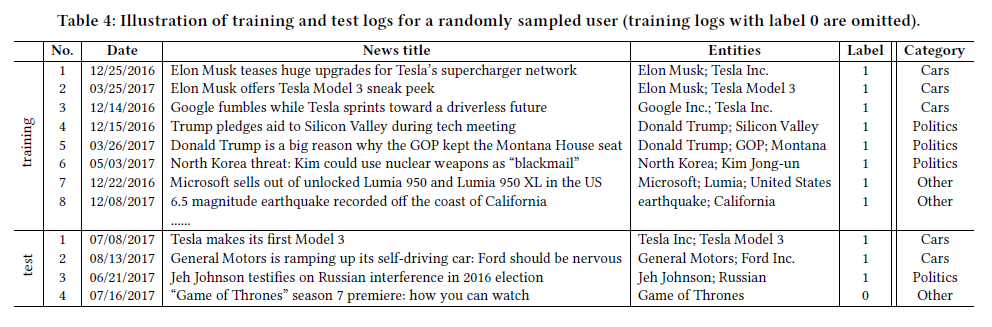 Table 4: Illustration of training and test logs for a randomly sampled user (training logs with label 0 are omitted).
No. Date News title Entities Label Category
training
1 12/25/2016 Elon Musk teases huge upgrades for Tesla's supercharger network Elon Musk; Tesla Inc. 1 Cars
2 03/25/2017 Elon Musk offers Tesla Model 3 sneak peek Elon Musk; Tesla Model 3 1 Cars
3 12/14/2016 Google fumbles while Tesla sprints toward a driverless future Google Inc.; Tesla Inc. 1 Cars
4 12/15/2016 Trump pledges aid to Silicon Valley during tech meeting Donald Trump; Silicon Valley 1 Politics
5 03/26/2017 Donald Trump is a big reason why the GOP kept the Montana House seat Donald Trump; GOP; Montana 1 Politics
6 05/03/2017 North Korea threat: Kim could use nuclear weapons as “blackmail” North Korea; Kim Jong-un 1 Politics
7 12/22/2016 Microsoft sells out of unlocked Lumia 950 and Lumia 950 XL in the US Microsoft; Lumia; United States 1 Other
8 12/08/2017 6.5 magnitude earthquake recorded off the coast of California earthquake; California 1 Other
......
test
1 07/08/2017 Tesla makes its first Model 3 Tesla Inc; Tesla Model 3 1 Cars
2 08/13/2017 General Motors is ramping up its self-driving car: Ford should be nervous General Motors; Ford Inc. 1 Cars
3 06/21/2017 Jeh Johnson testifies on Russian interference in 2016 election Jeh Johnson; Russian 1 Politics
4 07/16/2017 “Game of Thrones” season 7 premiere: how you can watch Game of Thrones 0 Other